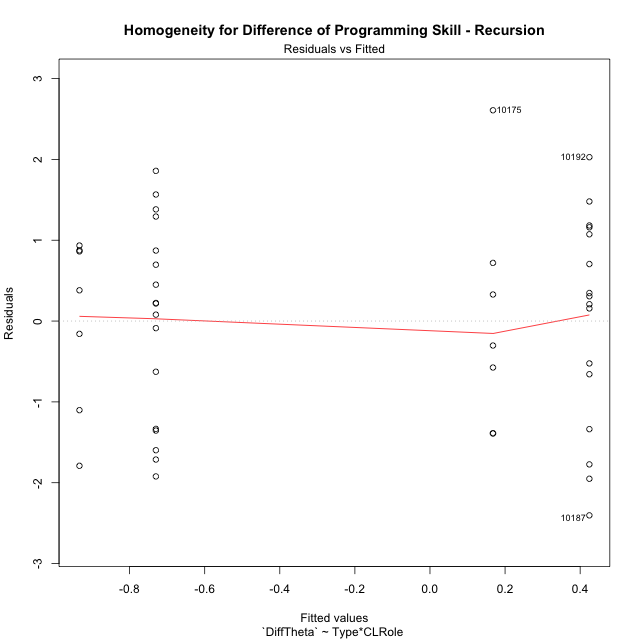 Homogeneity for Difference of Programming Skill - Recursion
Residuals vs Fitted
3
2
1
0
-1
-2
-3
Residuals
10175
10192
10187
-0.8 -0.6 -0.4 -0.2 0.0 0.2 0.4
Fitted values
`DiffTheta` ~ Type*CLRole